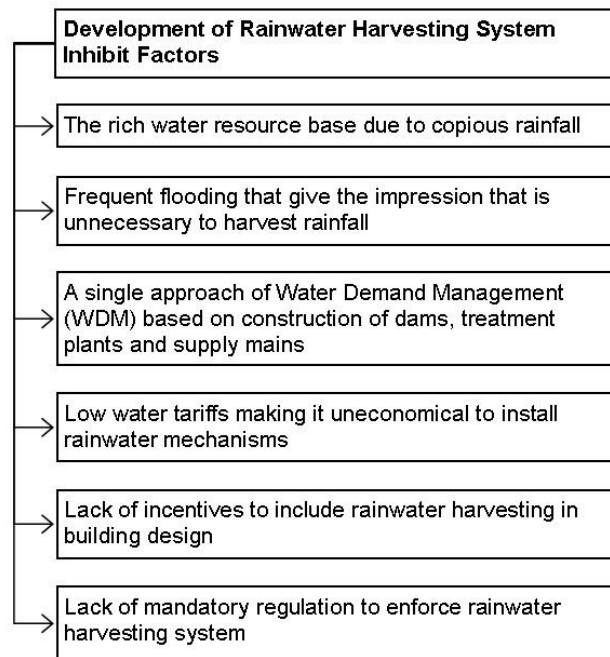 Development of Rainwater Harvesting System
Inhibit Factors
The rich water resource base due to copious rainfall
Frequent flooding that give the impression that is
unnecessary to harvest rainfall
A single approach of Water Demand Management
(WDM) based on construction of dams, treatment
plants and supply mains
Low water tariffs making it uneconomical to install
rainwater mechanisms
Lack of incentives to include rainwater harvesting in
building design
Lack of mandatory regulation to enforce rainwater
harvesting system